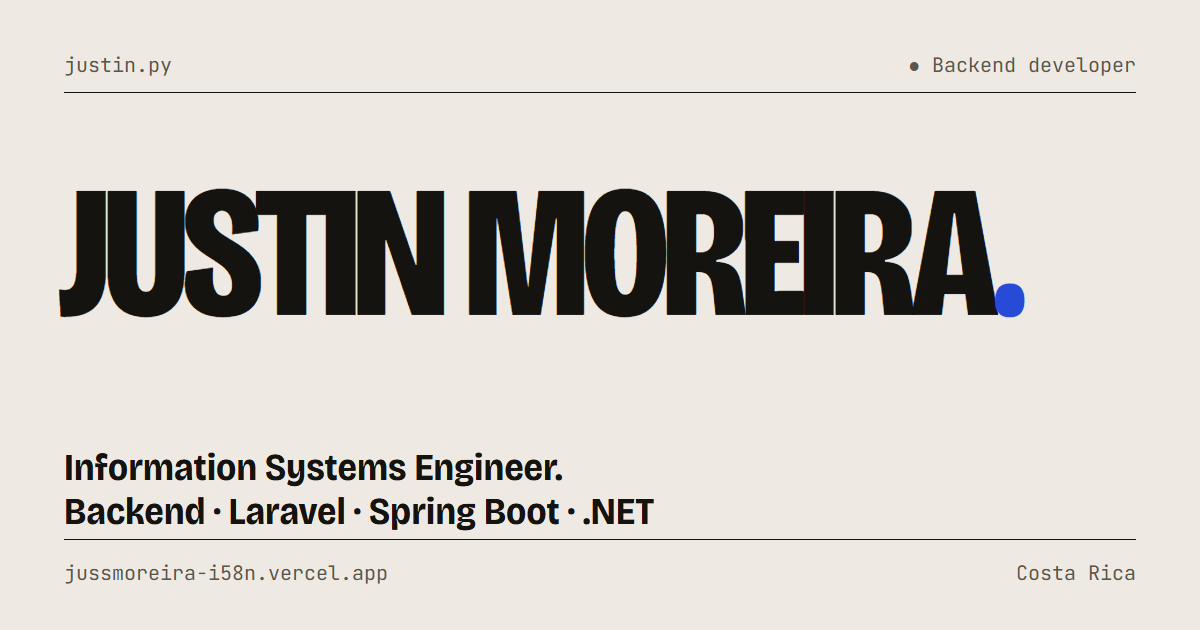 justin.py
● Backend developer
JUSTIN MOREIRA.
Information Systems Engineer.
Backend · Laravel · Spring Boot · .NET
jussmoreira-i58n.vercel.app
Costa Rica